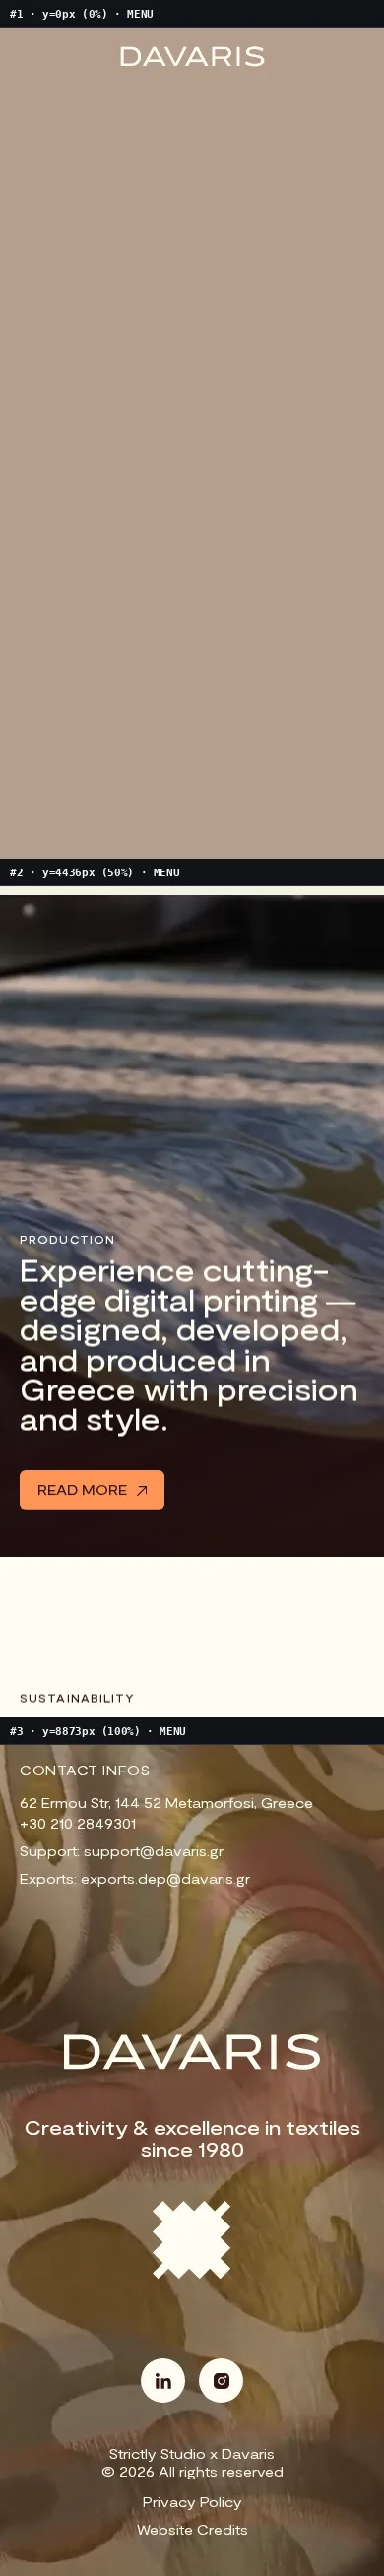 #1 · y=0px (0%) · MENU
DAVARIS
#2 · y=4436px (50%) · MENU
PRODUCTION
Experience cutting-
edge digital printing —
designed, developed,
and produced in
Greece with precision
and style.
READ MORE
SUSTAINABILITY
#3 · y=8873px (100%) · MENU
CONTACT INFOS
62 Ermou Str, 144 52 Metamorfosi, Greece
+30 210 2849301
Support: support@davaris.gr
Exports: exports.dep@davaris.gr
DAVARIS
Creativity & excellence in textiles
since 1980
in
Strictly Studio x Davaris
© 2026 All rights reserved
Privacy Policy
Website Credits